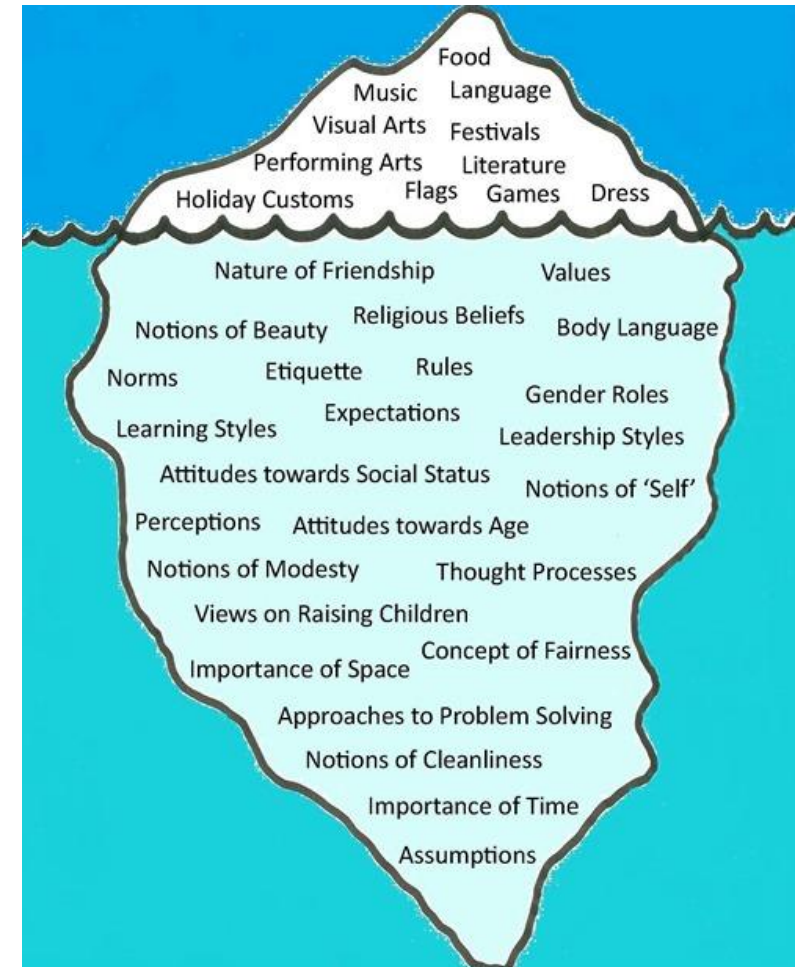 Food
Music Language
Visual Arts Festivals
Performing Arts Literature
Holiday Customs Flags Games Dress
Nature of Friendship Values
Notions of Beauty Religious Beliefs Body Language
Norms Etiquette Rules
Expectations Gender Roles
Learning Styles Leadership Styles
Attitudes towards Social Status Notions of ‘Self’
Perceptions Attitudes towards Age
Notions of Modesty Thought Processes
Views on Raising Children
Importance of Space Concept of Fairness
Approaches to Problem Solving
Notions of Cleanliness
Importance of Time
Assumptions